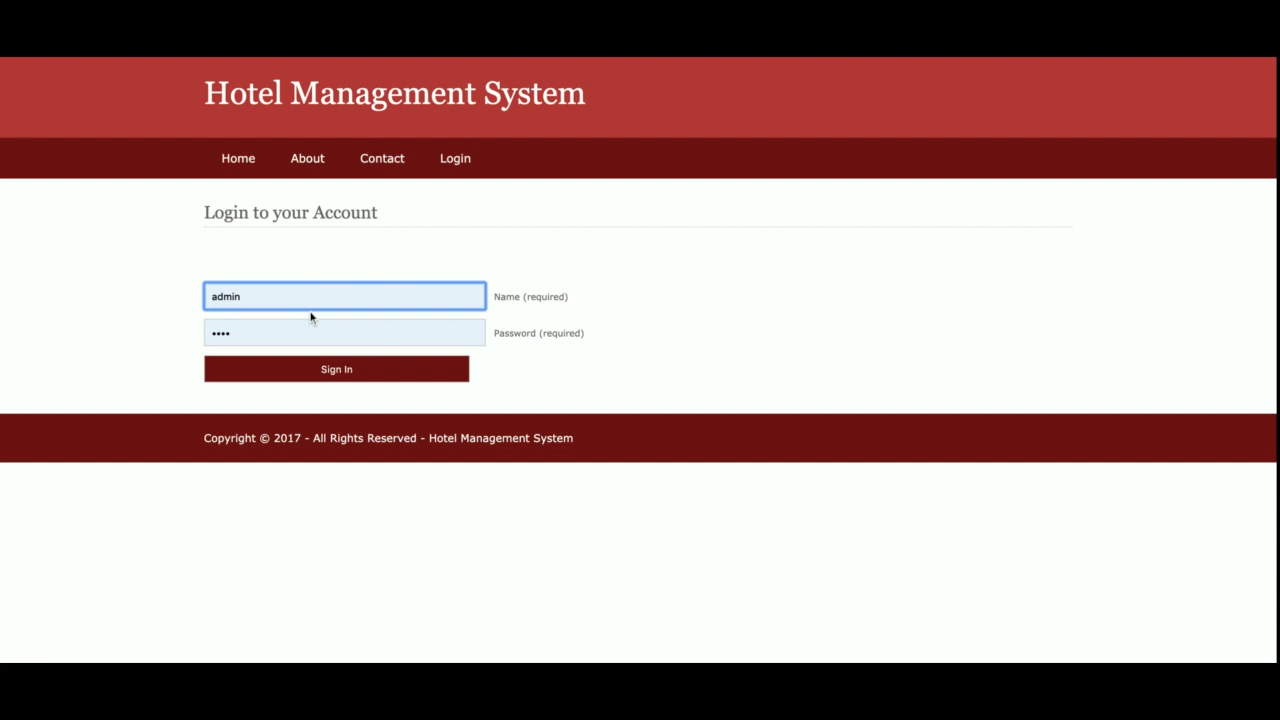 Hotel Management System
Home About Contact Login
Login to your Account
admin Name (required)
•••• Password (required)
Sign In
Copyright © 2017 - All Rights Reserved - Hotel Management System